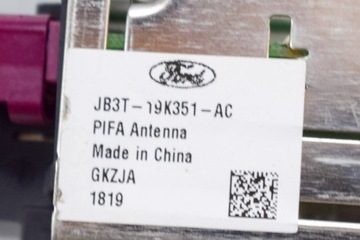 Ford
JB3T-19K351-AC
PIFA Antenna
Made in China
GKZJA
1819